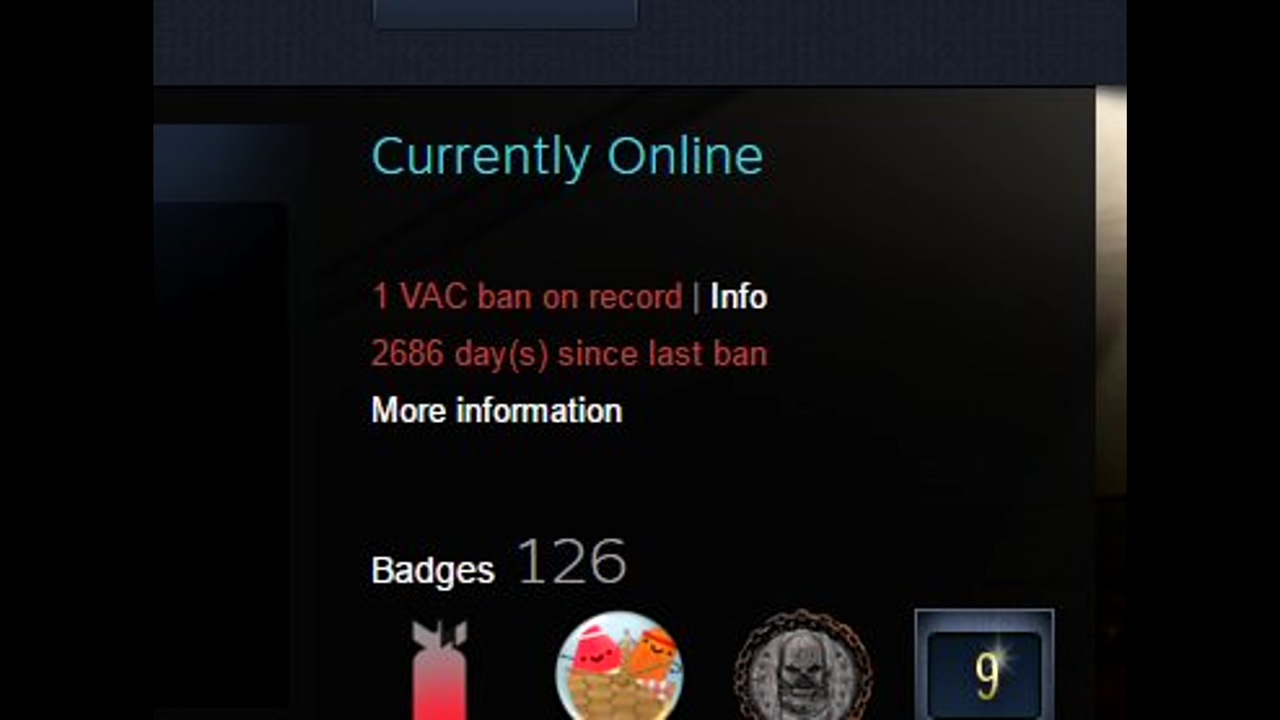 Currently Online
1 VAC ban on record | Info
2686 day(s) since last ban
More information
Badges 126
9